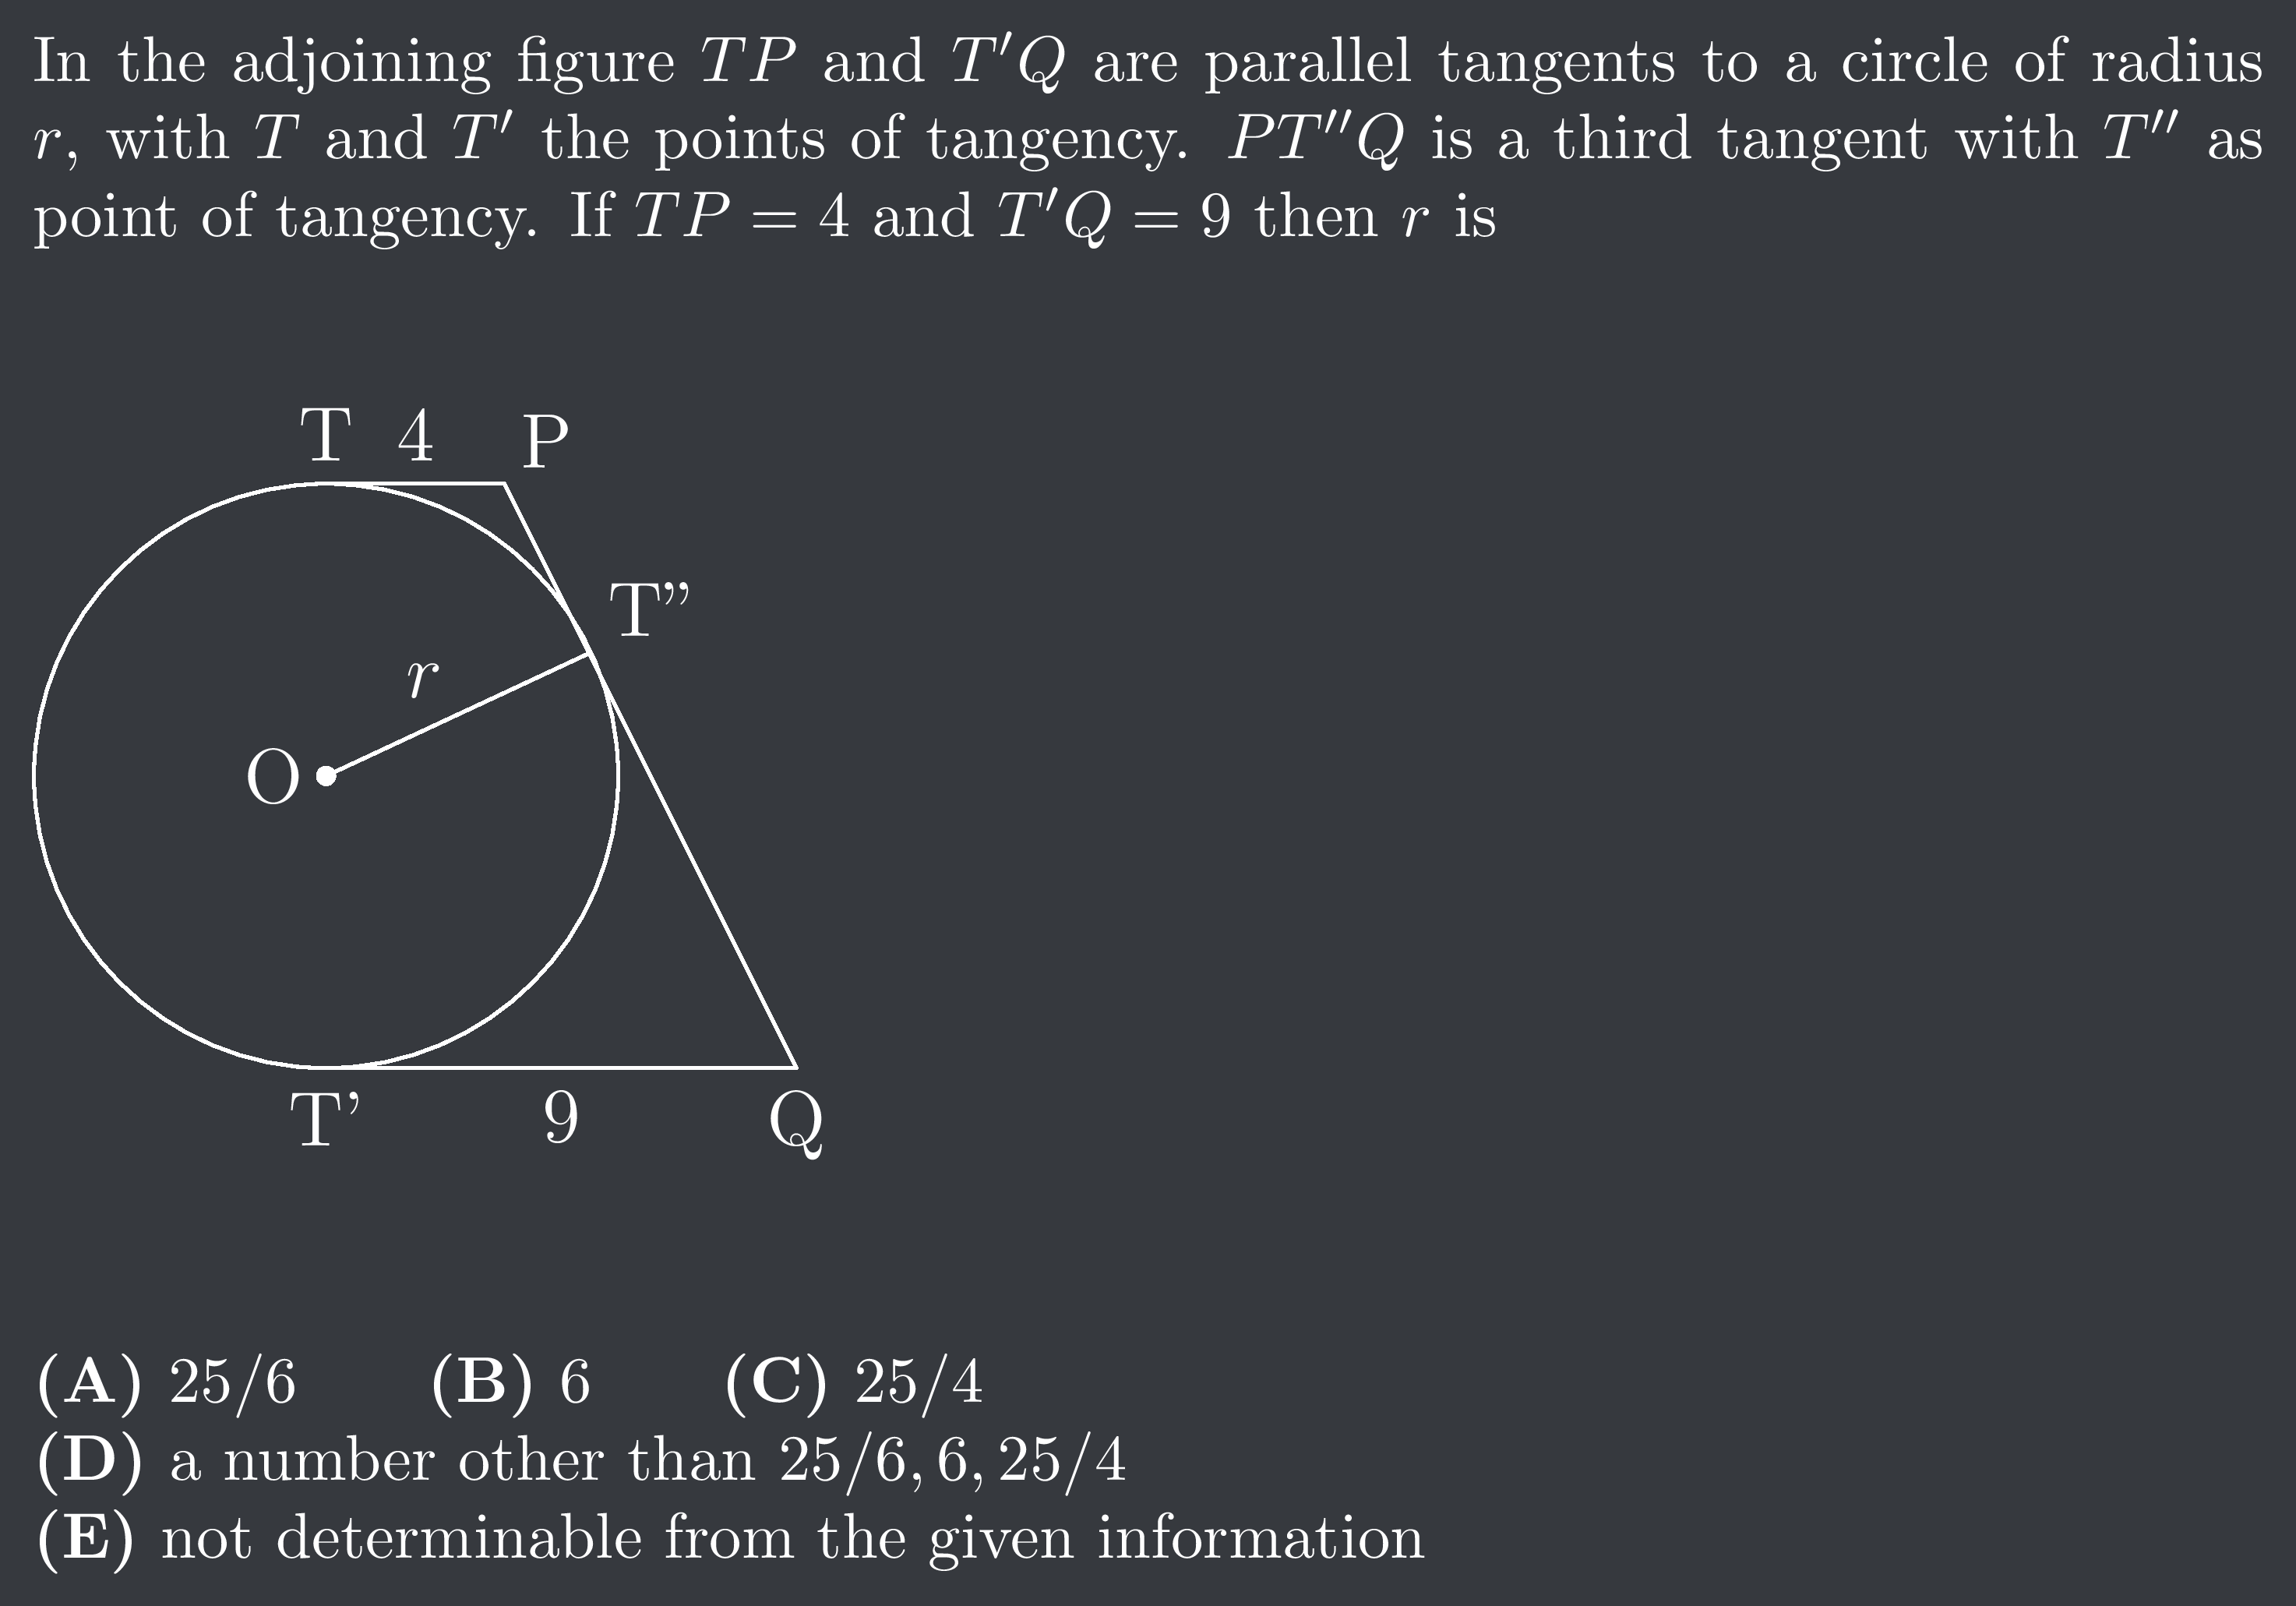 In the adjoining figure $TP$ and $T'Q$ are parallel tangents to a circle of radius
$r$, with $T$ and $T'$ the points of tangency. $PT''Q$ is a third tangent with $T''$ as
point of tangency. If $TP = 4$ and $T'Q = 9$ then $r$ is
T 4 P
T”
r
O
T’ 9 Q
(A) 25/6 (B) 6 (C) 25/4
(D) a number other than 25/6, 6, 25/4
(E) not determinable from the given information